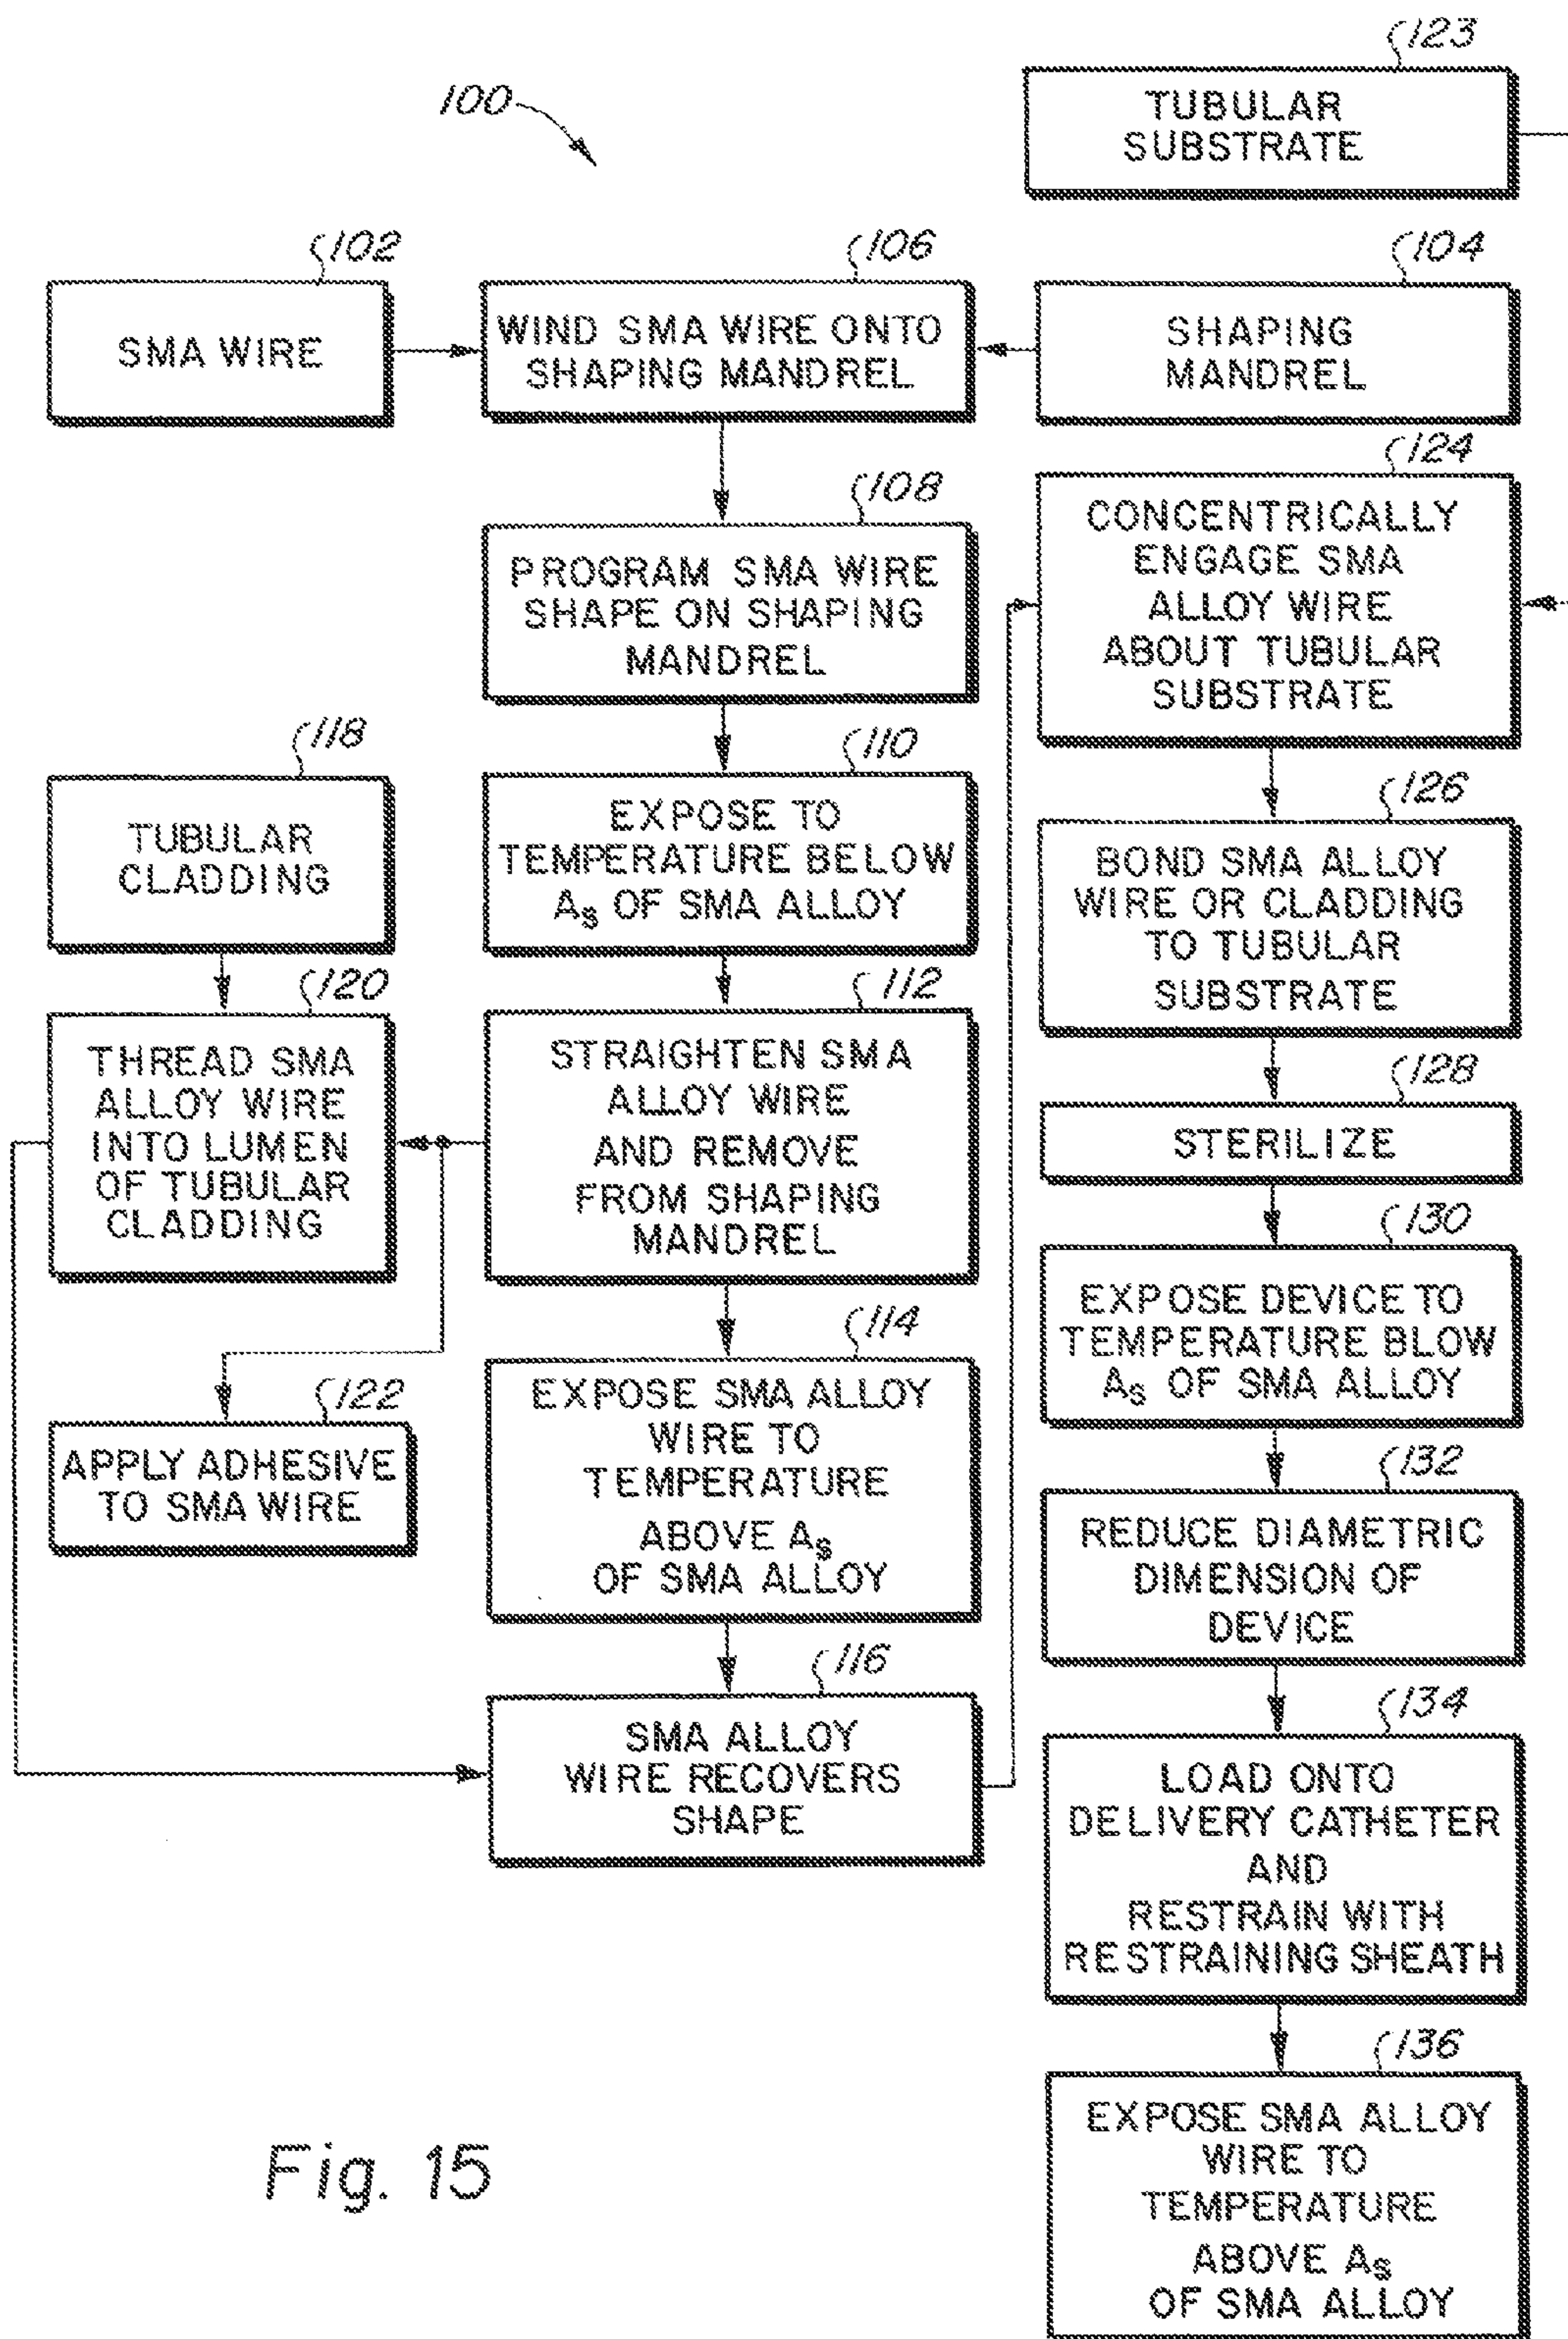 123
TUBULAR
SUBSTRATE
100
102
SMA WIRE
106
WIND SMA WIRE ONTO
SHAPING MANDREL
104
SHAPING
MANDREL
108
PROGRAM SMA WIRE
SHAPE ON SHAPING
MANDREL
110
EXPOSE TO
TEMPERATURE BELOW
As OF SMA ALLOY
118
TUBULAR
CLADDING
120
THREAD SMA
ALLOY WIRE
INTO LUMEN
OF TUBULAR
CLADDING
112
STRAIGHTEN SMA
ALLOY WIRE
AND REMOVE
FROM SHAPING
MANDREL
122
APPLY ADHESIVE
TO SMA WIRE
114
EXPOSE SMA ALLOY
WIRE TO
TEMPERATURE
ABOVE As
OF SMA ALLOY
116
SMA ALLOY
WIRE RECOVERS
SHAPE
124
CONCENTRICALLY
ENGAGE SMA
ALLOY WIRE
ABOUT TUBULAR
SUBSTRATE
126
BOND SMA ALLOY
WIRE OR CLADDING
TO TUBULAR
SUBSTRATE
128
STERILIZE
130
EXPOSE DEVICE TO
TEMPERATURE BLOW
As OF SMA ALLOY
132
REDUCE DIAMETRIC
DIMENSION OF
DEVICE
134
LOAD ONTO
DELIVERY CATHETER
AND
RESTRAIN WITH
RESTRAINING SHEATH
136
EXPOSE SMA ALLOY
WIRE TO
TEMPERATURE
ABOVE As
OF SMA ALLOY
Fig. 15